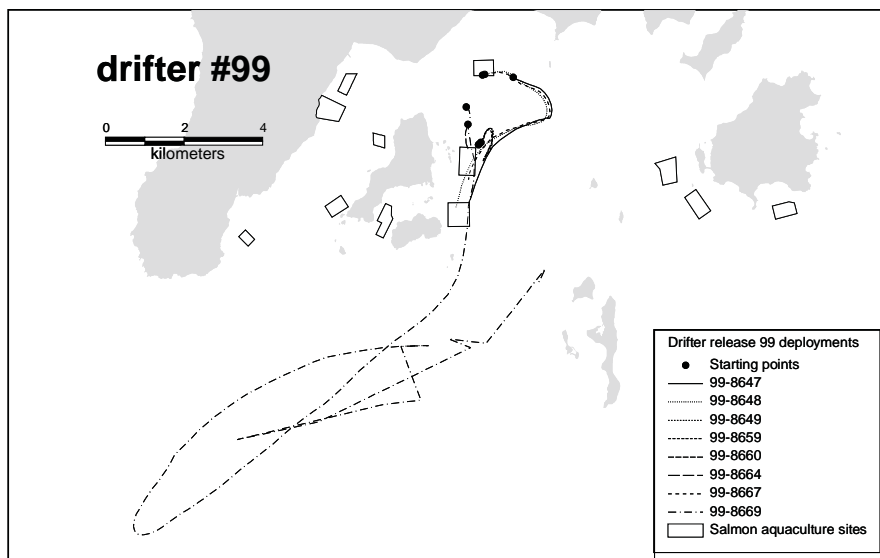 drifter #99
0 2 4
kilometers
Drifter release 99 deployments
Starting points
99-8647
99-8648
99-8649
99-8659
99-8660
99-8664
99-8667
99-8669
Salmon aquaculture sites